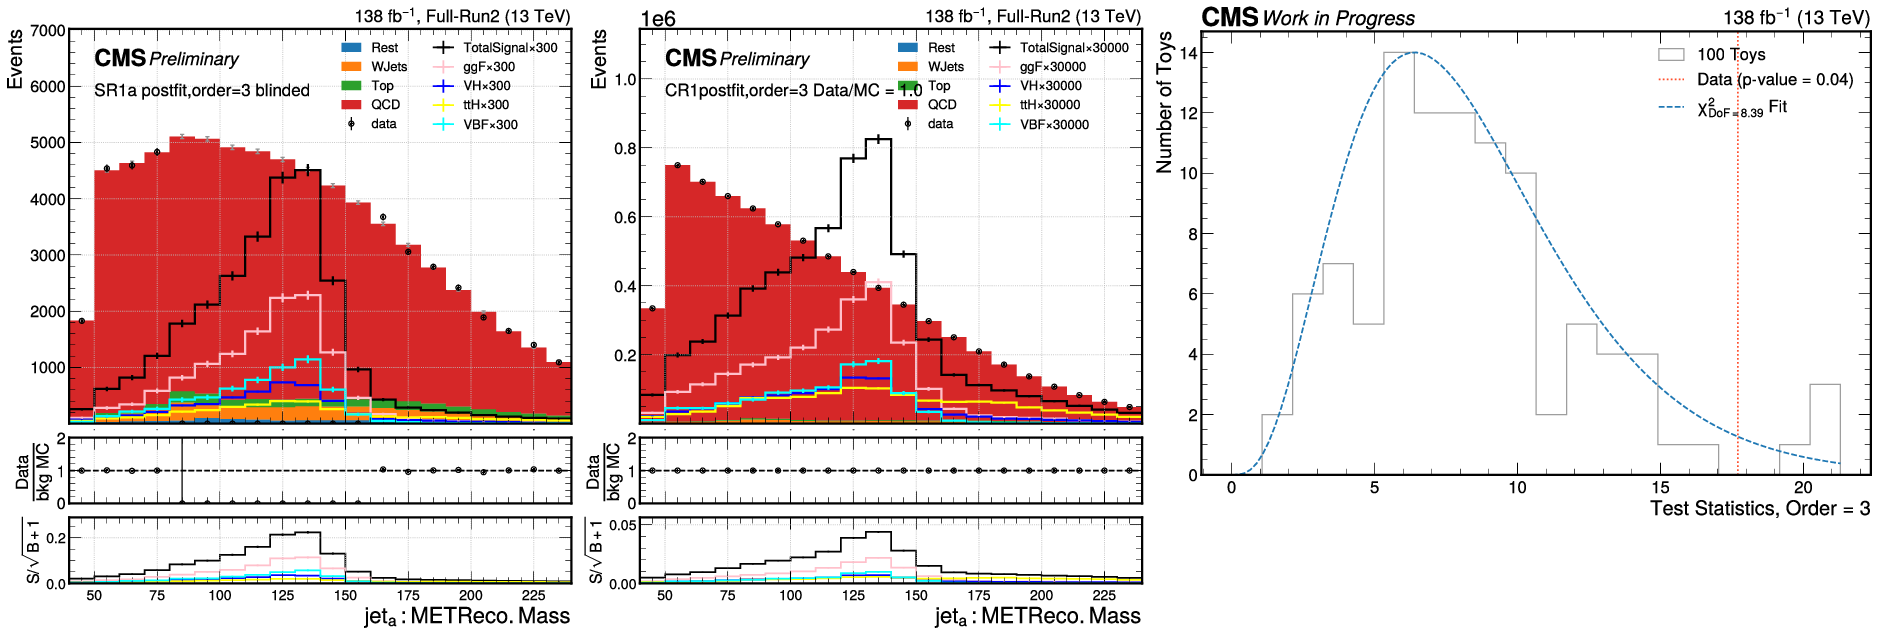 138 fb⁻¹, Full-Run2 (13 TeV)
CMS Preliminary
SR1a postfit,order=3 blinded
Rest
WJets
Top
QCD
data
TotalSignal×300
ggF×300
VH×300
ttH×300
VBF×300
Events
7000
6000
5000
4000
3000
2000
1000
Data
bkg MC
2
1
0
S/√B + 1
0.2
0.0
50 75 100 125 150 175 200 225
jetₐ : METReco. Mass
1e6
138 fb⁻¹, Full-Run2 (13 TeV)
CMS Preliminary
CR1postfit,order=3 Data/MC = 1.0
Rest
WJets
Top
QCD
data
TotalSignal×30000
ggF×30000
VH×30000
ttH×30000
VBF×30000
Events
1.0
0.8
0.6
0.4
0.2
Data
bkg MC
2
1
0
S/√B + 1
0.05
0.00
50 75 100 125 150 175 200 225
jetₐ : METReco. Mass
CMS Work in Progress
138 fb⁻¹ (13 TeV)
100 Toys
Data (p-value = 0.04)
χ²DoF = 8.39 Fit
Number of Toys
14
12
10
8
6
4
2
0
0 5 10 15 20
Test Statistics, Order = 3